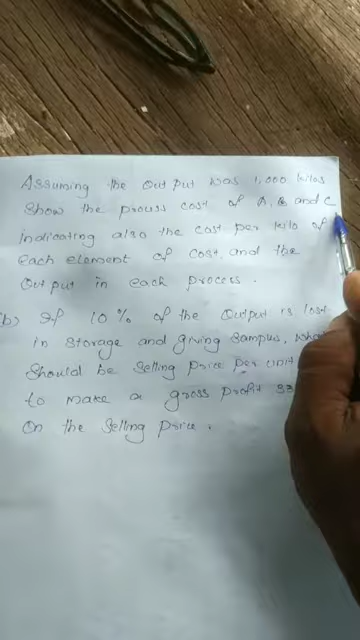 Assuming the Output was 1,000 kilos
Show the process cost of A, B and C
indicating also the cost per kilo of
each element of cost and the
Output in each process.
b) If 10% of the Output is lost
in Storage and giving Sampus,
Should be Selling Price per unit
to make a gross profit
On the Selling Price.